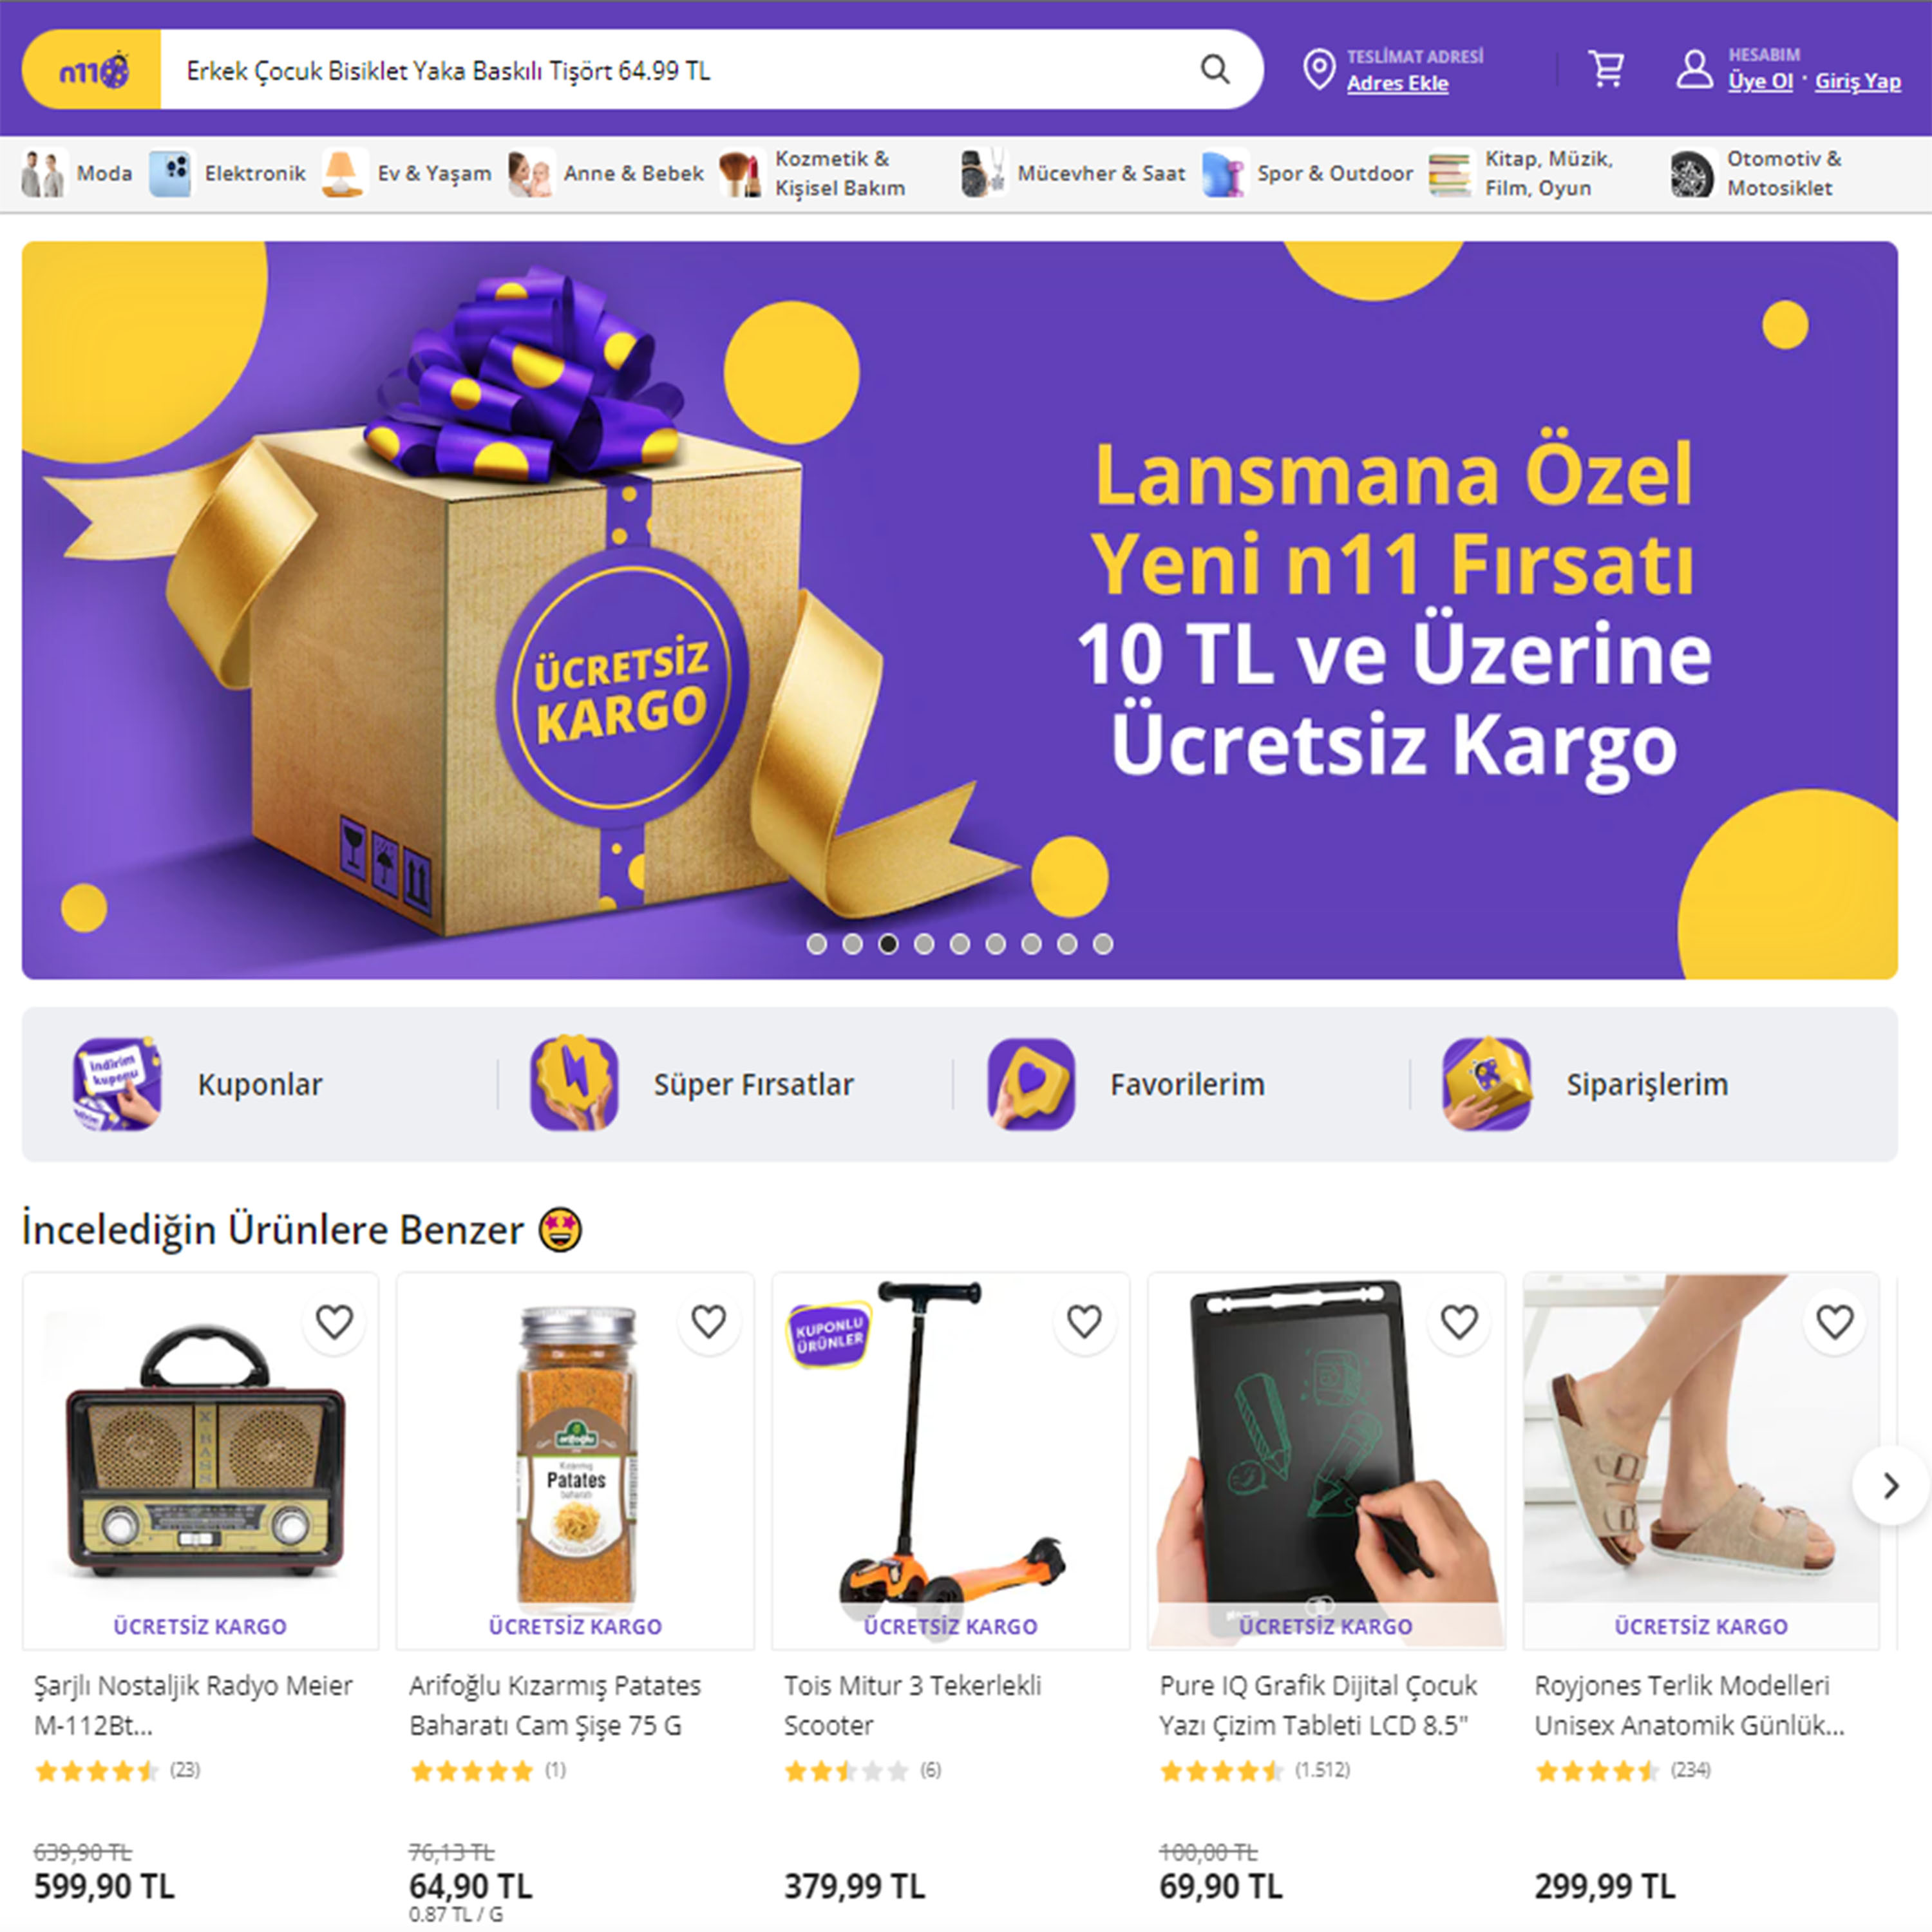 n11
Erkek Çocuk Bisiklet Yaka Baskılı Tişört 64.99 TL
TESLİMAT ADRESİ
Adres Ekle
HESABIM
Üye Ol · Giriş Yap
Moda
Elektronik
Ev & Yaşam
Anne & Bebek
Kozmetik &
Kişisel Bakım
Mücevher & Saat
Spor & Outdoor
Kitap, Müzik,
Film, Oyun
Otomotiv &
Motosiklet
ÜCRETSİZ
KARGO
Lansmana Özel
Yeni n11 Fırsatı
10 TL ve Üzerine
Ücretsiz Kargo
indirim
kuponu
Kuponlar
Süper Fırsatlar
Favorilerim
Siparişlerim
İncelediğin Ürünlere Benzer
X-BASS
ÜCRETSİZ KARGO
Şarjlı Nostaljik Radyo Meier
M-112Bt...
(23)
639,90 TL
599,90 TL
arifoğlu
Kızarmış
Patates
baharatı
ÜCRETSİZ KARGO
Arifoğlu Kızarmış Patates
Baharatı Cam Şişe 75 G
(1)
76,13 TL
64,90 TL
0.87 TL / G
KUPONLU
ÜRÜNLER
ÜCRETSİZ KARGO
Tois Mitur 3 Tekerlekli
Scooter
(6)
379,99 TL
ÜCRETSİZ KARGO
Pure IQ Grafik Dijital Çocuk
Yazı Çizim Tableti LCD 8.5"
(1.512)
100,00 TL
69,90 TL
ÜCRETSİZ KARGO
Royjones Terlik Modelleri
Unisex Anatomik Günlük...
(234)
299,99 TL